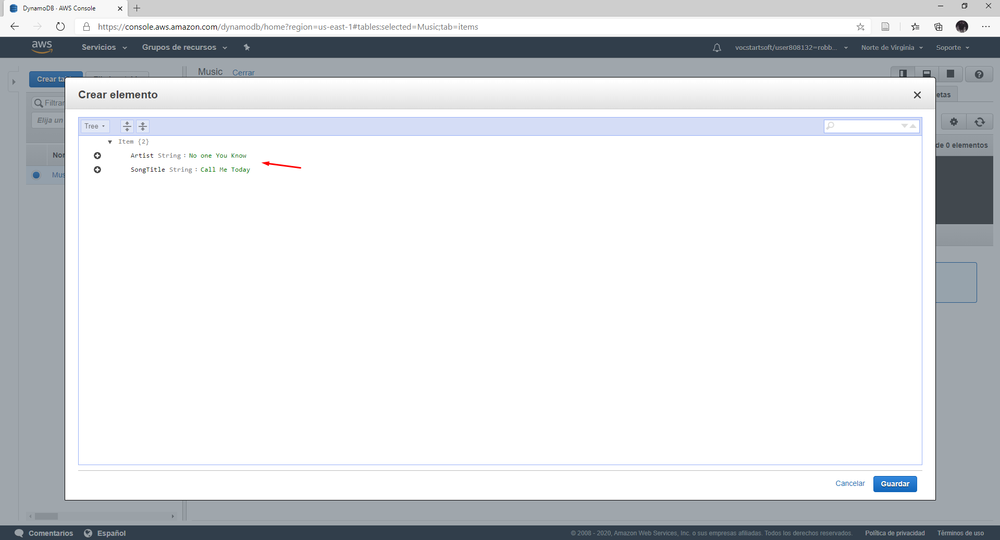 DynamoDB · AWS Console
https://console.aws.amazon.com/dynamodb/home?region=us-east-1#tables:selected=Music;tab=items
aws Servicios Grupos de recursos vocstartsoft/user808132=robb... Norte de Virginia Soporte
Music Cerrar
Crear
Crear elemento
etas
Filtrar
Elija un
Tree
Item {2}
de 0 elementos
Artist String : No one You Know
SongTitle String : Call Me Today
Cancelar Guardar
Comentarios Español © 2008 - 2020, Amazon Web Services, Inc. o sus empresas afiliadas. Todos los derechos reservados. Política de privacidad Términos de uso